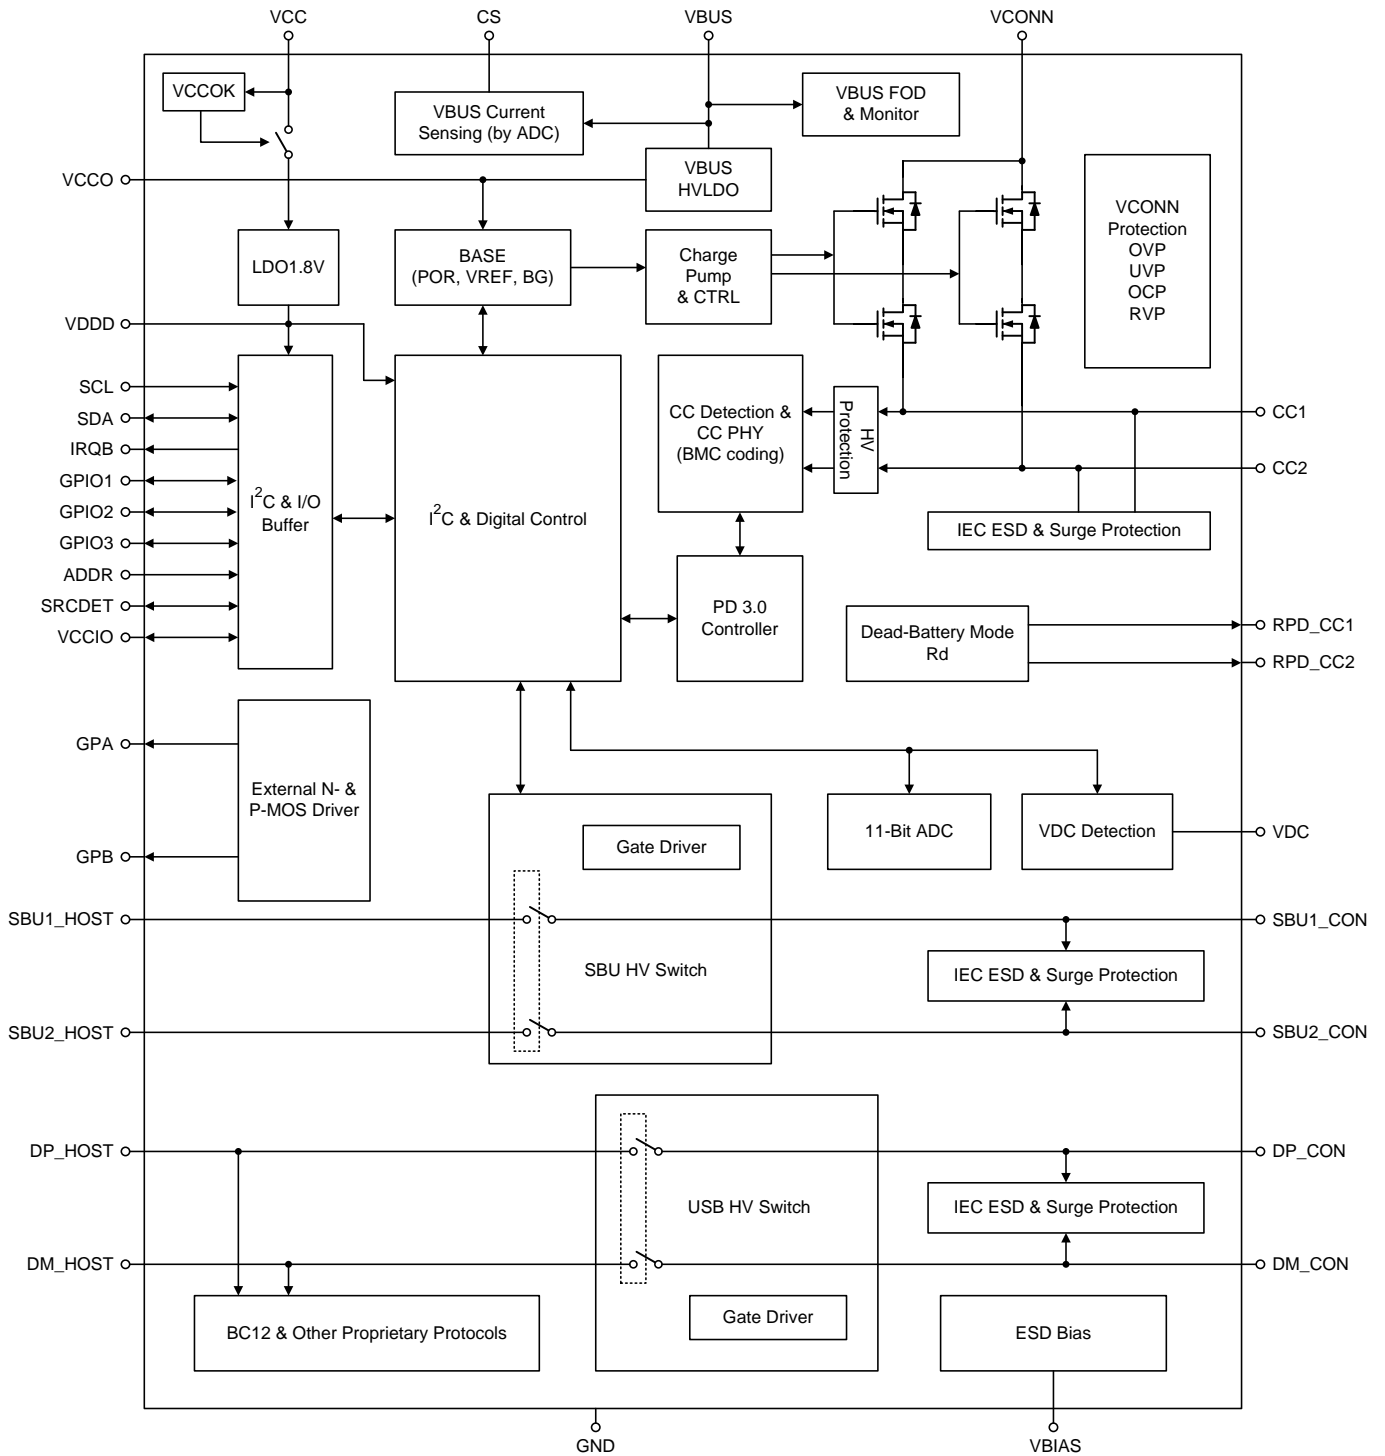 VCC
CS
VBUS
VCONN
VCCOK
VBUS Current
Sensing (by ADC)
VBUS FOD
& Monitor
VCCO
VBUS
HVLDO
LDO1.8V
BASE
(POR, VREF, BG)
Charge
Pump
& CTRL
VCONN
Protection
OVP
UVP
OCP
RVP
VDDD
SCL
SDA
IRQB
GPIO1
GPIO2
GPIO3
ADDR
SRCDET
VCCIO
I2C & I/O
Buffer
I2C & Digital Control
CC Detection &
CC PHY
(BMC coding)
HV
Protection
CC1
CC2
IEC ESD & Surge Protection
PD 3.0
Controller
Dead-Battery Mode
Rd
RPD_CC1
RPD_CC2
GPA
GPB
External N- &
P-MOS Driver
Gate Driver
11-Bit ADC
VDC Detection
VDC
SBU1_HOST
SBU1_CON
SBU HV Switch
IEC ESD & Surge Protection
SBU2_HOST
SBU2_CON
DP_HOST
DP_CON
USB HV Switch
IEC ESD & Surge Protection
DM_HOST
DM_CON
BC12 & Other Proprietary Protocols
Gate Driver
ESD Bias
GND
VBIAS